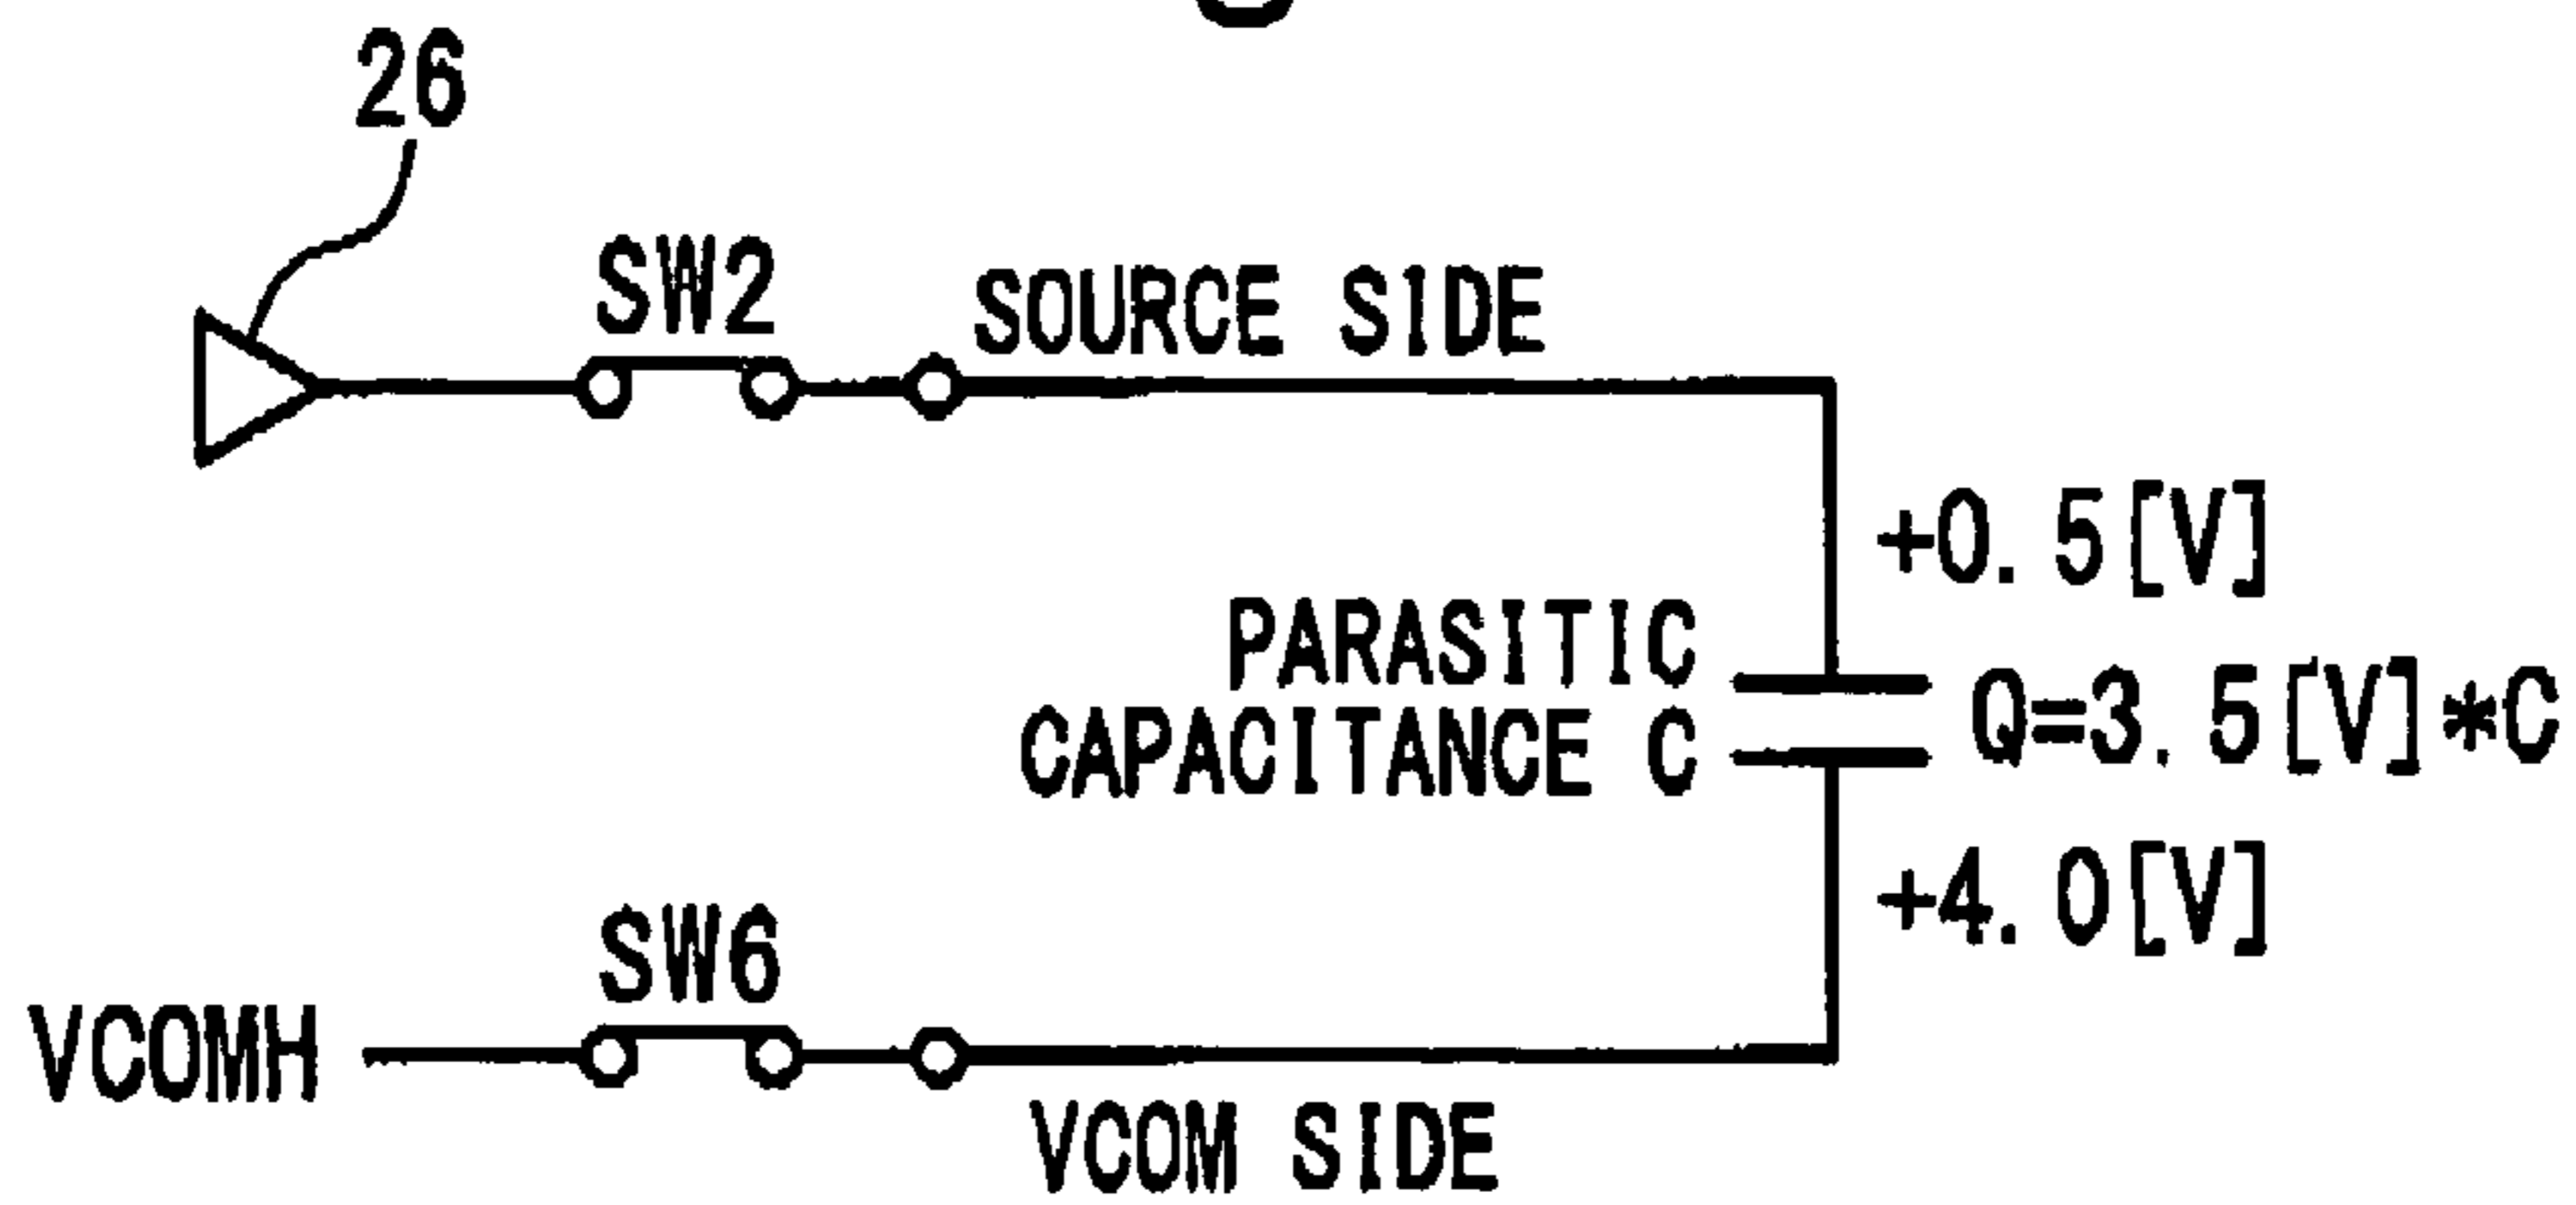 26
SW2
SOURCE SIDE
+0.5[V]
PARASITIC
CAPACITANCE C
Q=3.5[V]*C
+4.0[V]
SW6
VCOMH
VCOM SIDE